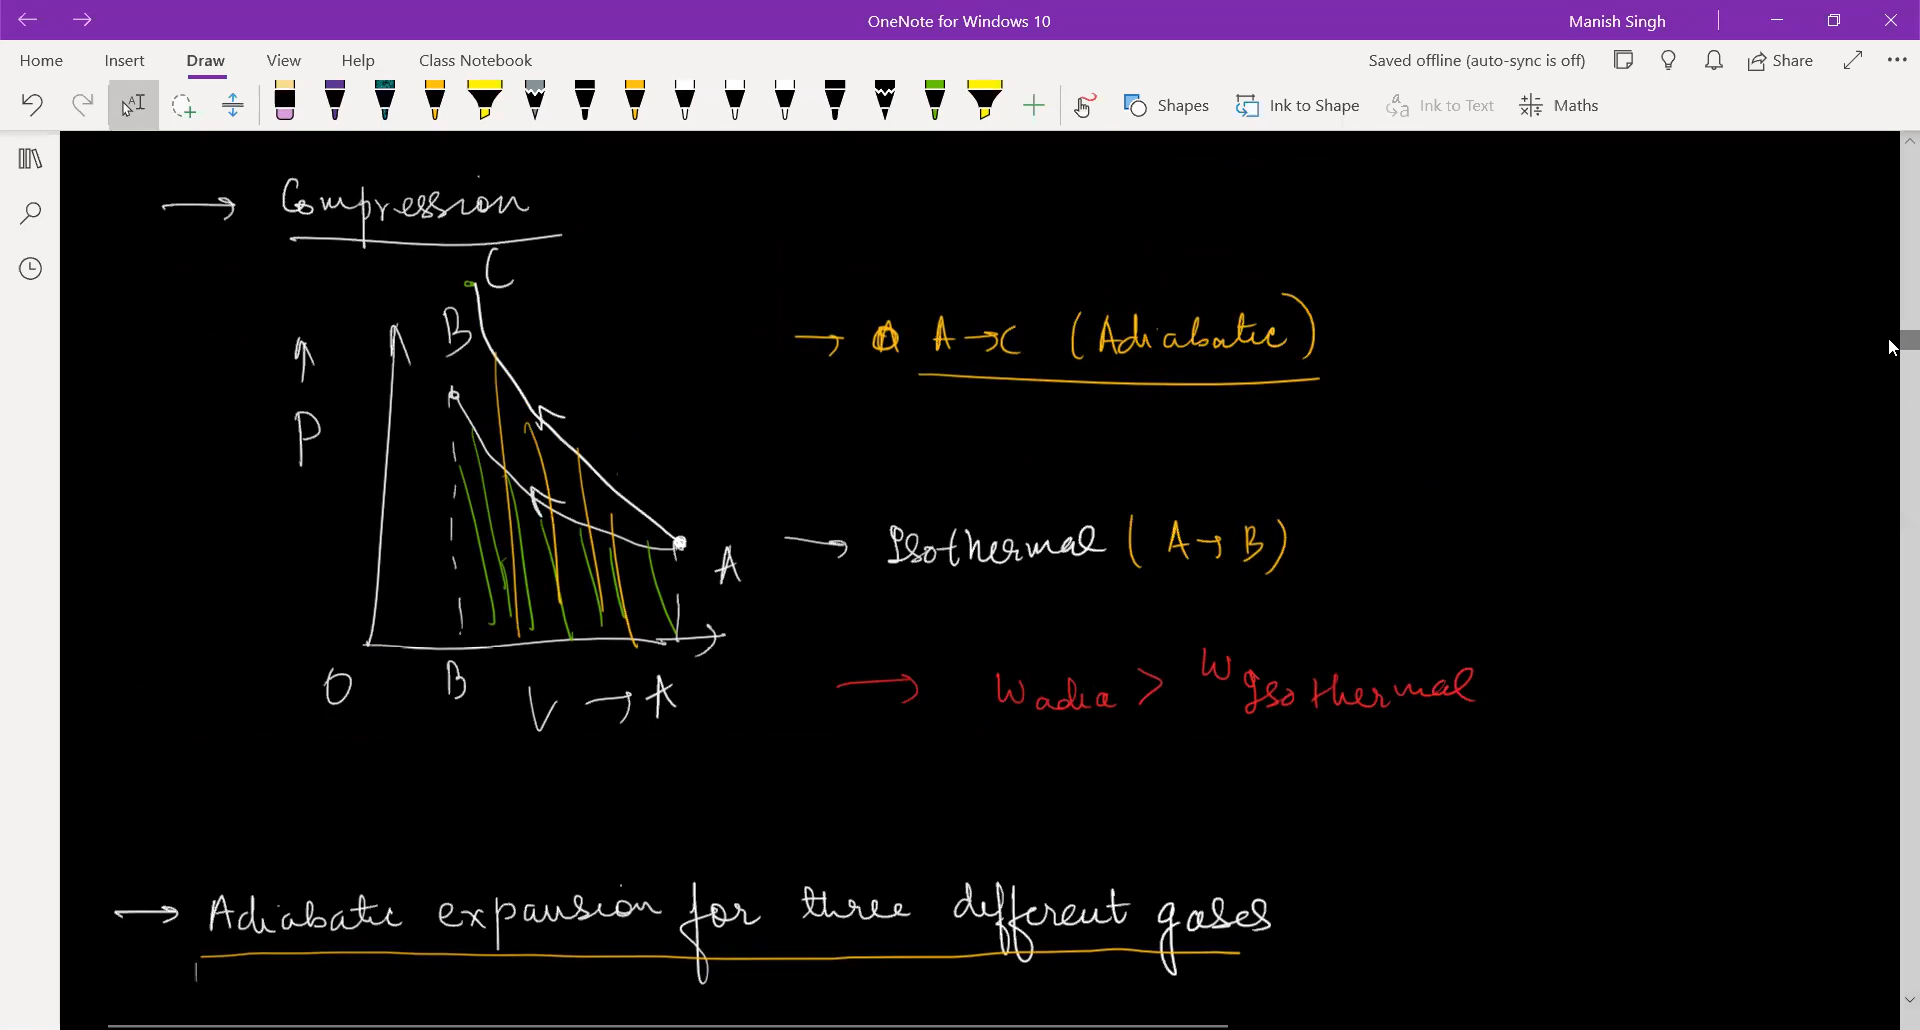 OneNote for Windows 10
Manish Singh
Home Insert Draw View Help Class Notebook
Saved offline (auto-sync is off) Share
Shapes Ink to Shape Ink to Text Maths
→ Compression
C
B
↑
P
A
→ A→C (Adiabatic)
→ Isothermal (A→B)
O B V → A
→ W adia > W Isothermal
→ Adiabatic expansion for three different gases